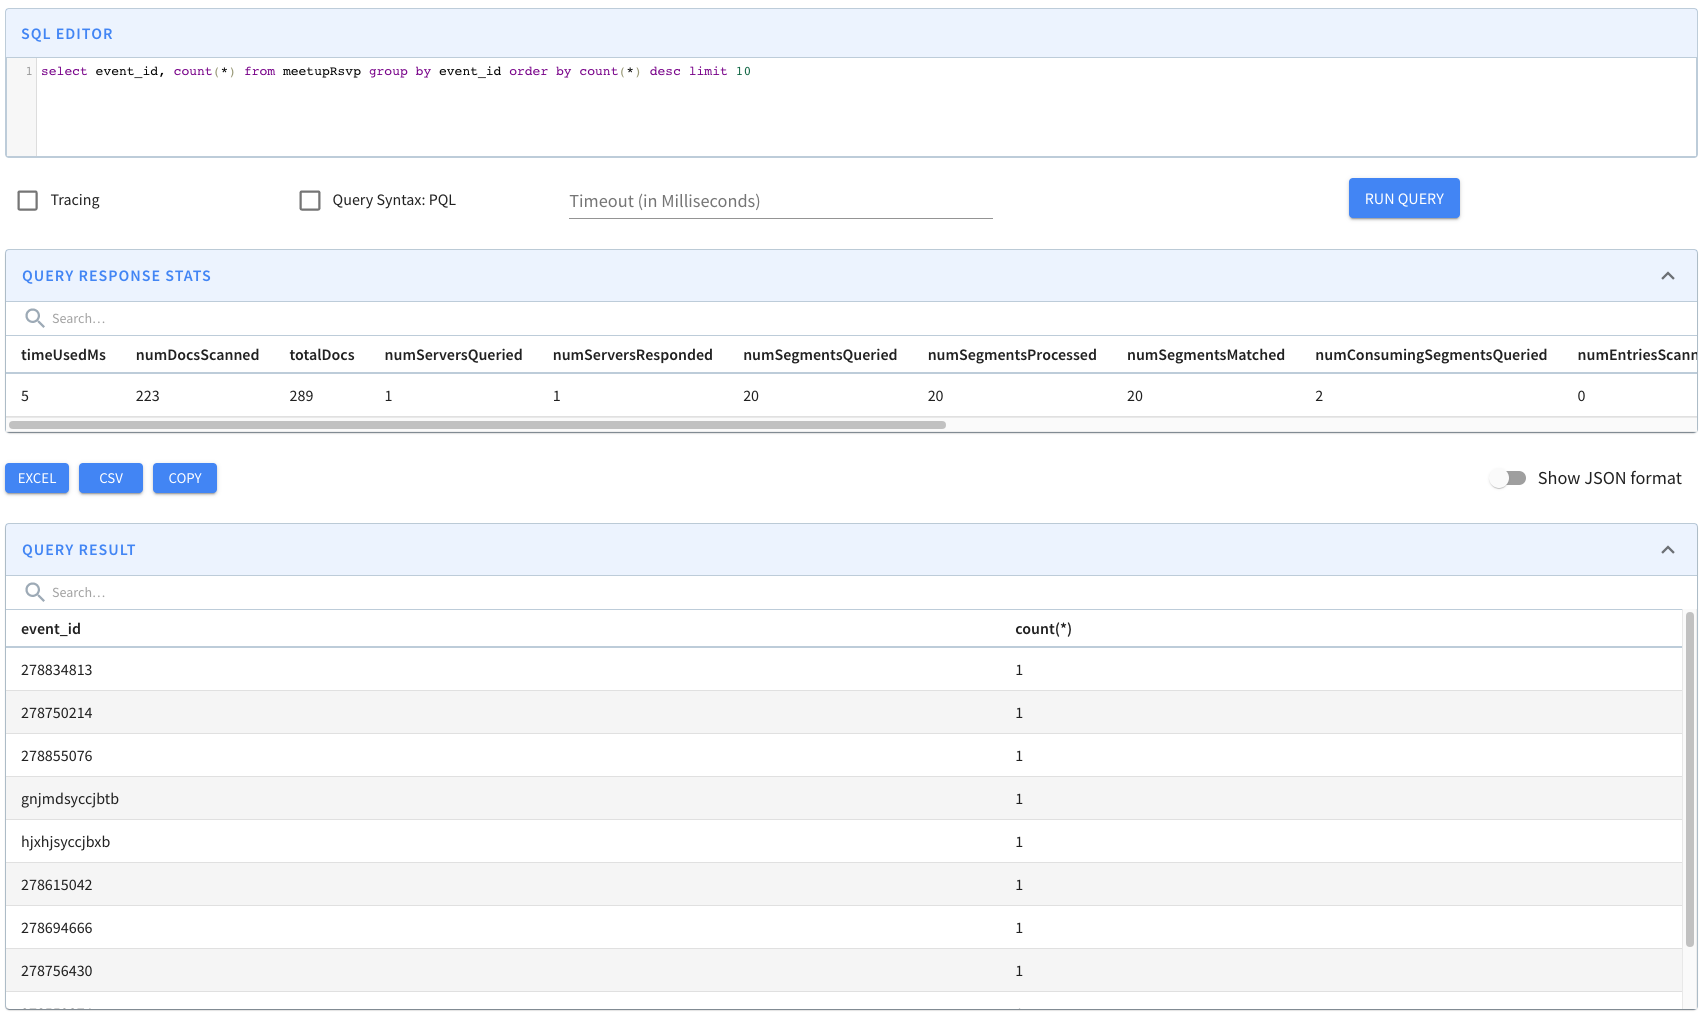 SQL EDITOR
1 select event_id, count(*) from meetupRsvp group by event_id order by count(*) desc limit 10
Tracing Query Syntax: PQL Timeout (in Milliseconds) RUN QUERY
QUERY RESPONSE STATS
Search…
timeUsedMs numDocsScanned totalDocs numServersQueried numServersResponded numSegmentsQueried numSegmentsProcessed numSegmentsMatched numConsumingSegmentsQueried numEntriesScann
5 223 289 1 1 20 20 20 2 0
EXCEL CSV COPY Show JSON format
QUERY RESULT
Search…
event_id count(*)
278834813 1
278750214 1
278855076 1
gnjmdsyccjbtb 1
hjxhjsyccjbxb 1
278615042 1
278694666 1
278756430 1